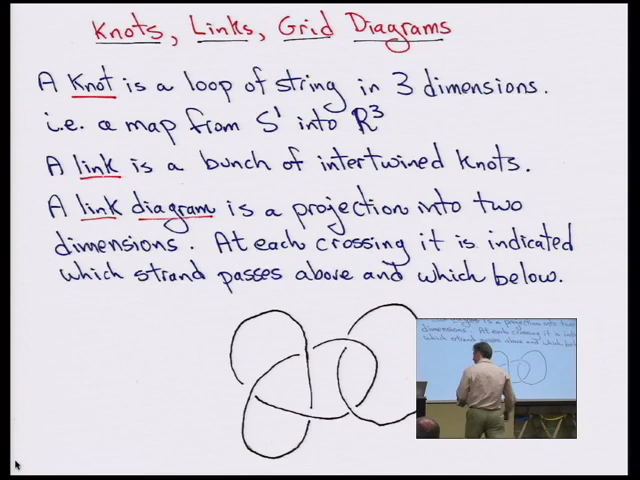 Knots, Links, Grid Diagrams
A Knot is a loop of string in 3 dimensions.
i.e. a map from S¹ into R³
A link is a bunch of intertwined knots.
A link diagram is a projection into two
dimensions. At each crossing it is indicated
which strand passes above and which below.